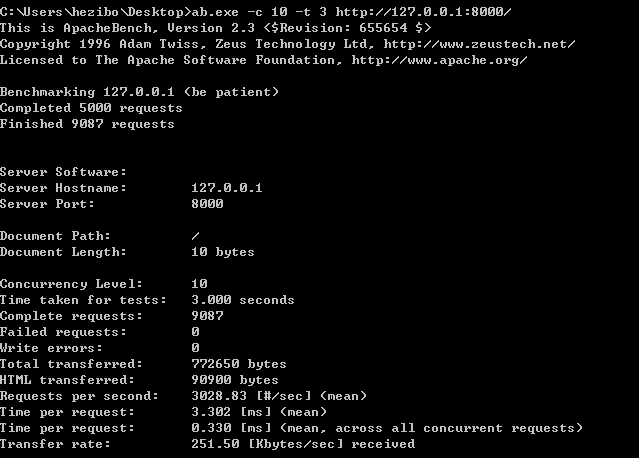 C:\Users\hezibo\Desktop>ab.exe -c 10 -t 3 http://127.0.0.1:8000/
This is ApacheBench, Version 2.3 <$Revision: 655654 $>
Copyright 1996 Adam Twiss, Zeus Technology Ltd, http://www.zeustech.net/
Licensed to The Apache Software Foundation, http://www.apache.org/
Benchmarking 127.0.0.1 (be patient)
Completed 5000 requests
Finished 9087 requests
Server Software:
Server Hostname: 127.0.0.1
Server Port: 8000
Document Path: /
Document Length: 10 bytes
Concurrency Level: 10
Time taken for tests: 3.000 seconds
Complete requests: 9087
Failed requests: 0
Write errors: 0
Total transferred: 772650 bytes
HTML transferred: 90900 bytes
Requests per second: 3028.83 [#/sec] (mean)
Time per request: 3.302 [ms] (mean)
Time per request: 0.330 [ms] (mean, across all concurrent requests)
Transfer rate: 251.50 [Kbytes/sec] received